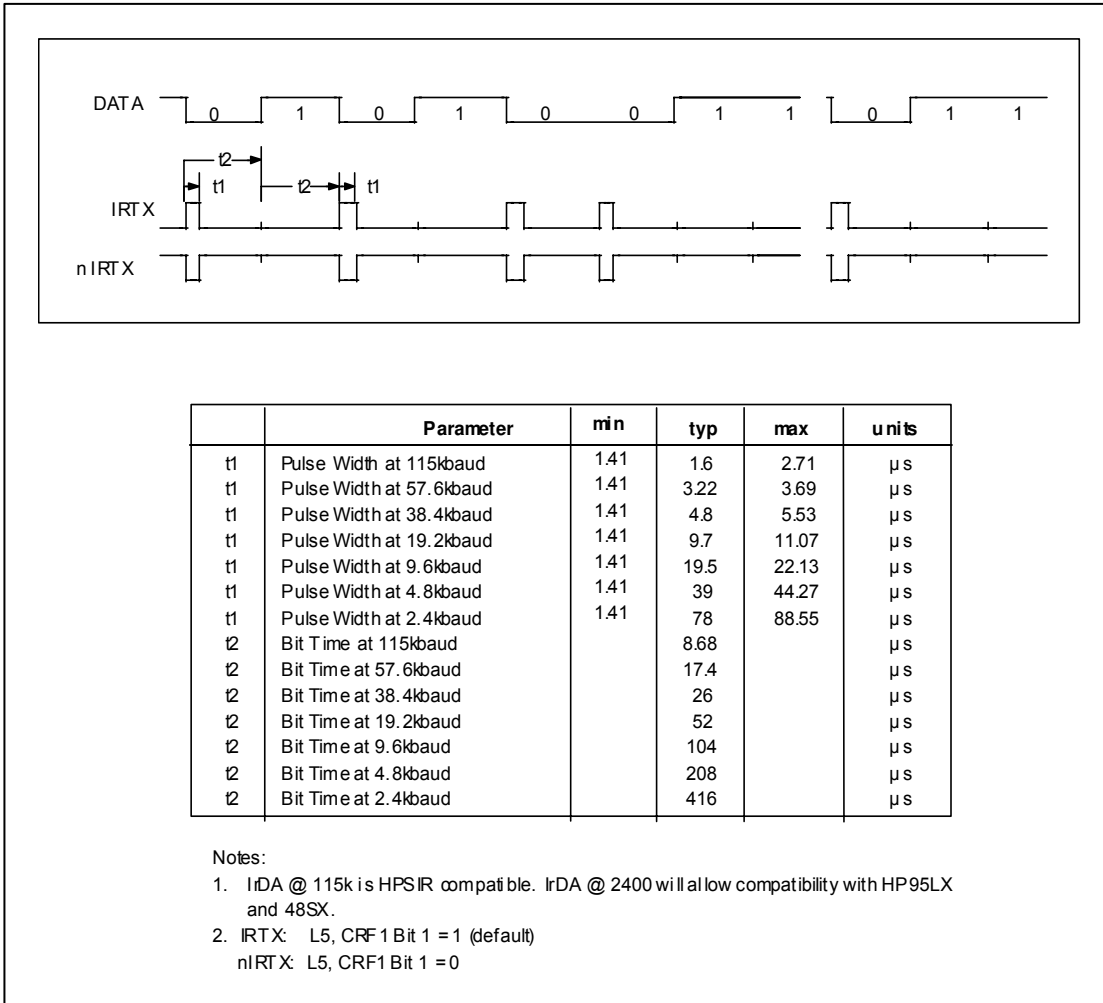 DATA 0 1 0 1 0 0 1 1 0 1 1
t2
t1 t2 t1
IRTX
nIRTX
Parameter min typ max units
t1 Pulse Width at 115kbaud 1.41 1.6 2.71 µs
t1 Pulse Width at 57.6kbaud 1.41 3.22 3.69 µs
t1 Pulse Width at 38.4kbaud 1.41 4.8 5.53 µs
t1 Pulse Width at 19.2kbaud 1.41 9.7 11.07 µs
t1 Pulse Width at 9.6kbaud 1.41 19.5 22.13 µs
t1 Pulse Width at 4.8kbaud 1.41 39 44.27 µs
t1 Pulse Width at 2.4kbaud 1.41 78 88.55 µs
t2 Bit Time at 115kbaud 8.68 µs
t2 Bit Time at 57.6kbaud 17.4 µs
t2 Bit Time at 38.4kbaud 26 µs
t2 Bit Time at 19.2kbaud 52 µs
t2 Bit Time at 9.6kbaud 104 µs
t2 Bit Time at 4.8kbaud 208 µs
t2 Bit Time at 2.4kbaud 416 µs
Notes:
1. IrDA @ 115k is HPSIR compatible. IrDA @ 2400 will allow compatibility with HP95LX
and 48SX.
2. IRTX: L5, CRF1 Bit 1 = 1 (default)
nIRTX: L5, CRF1 Bit 1 = 0